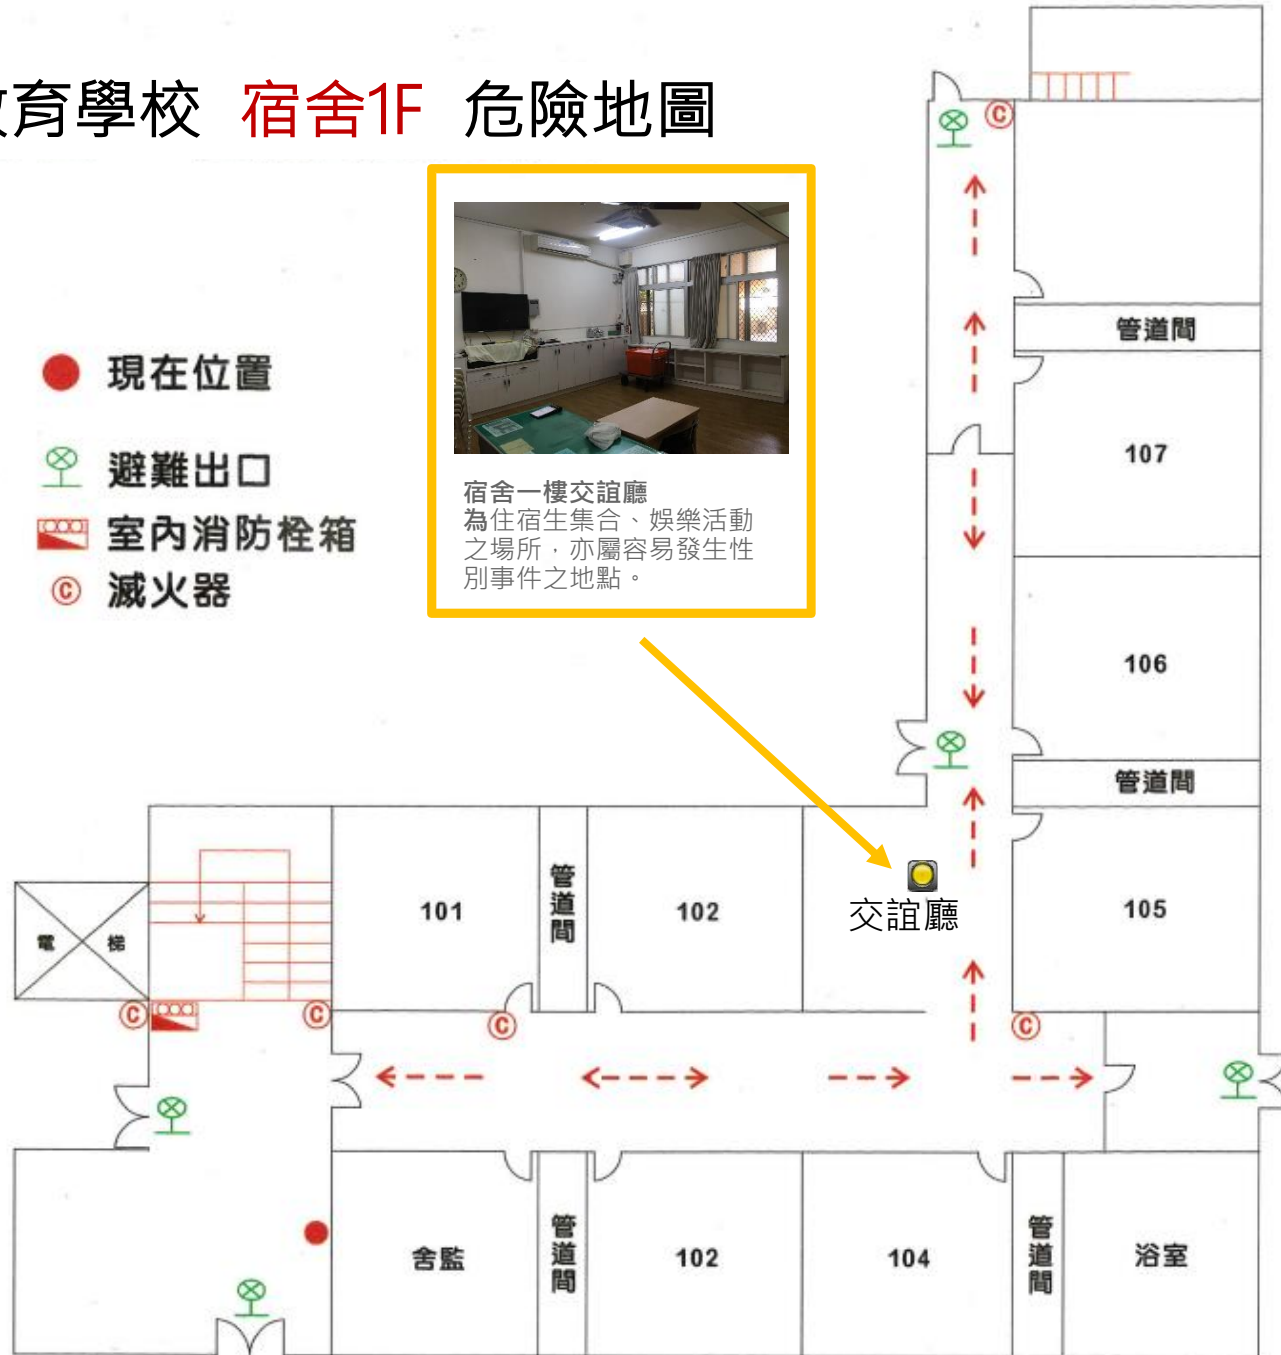 育學校 宿舍1F 危險地圖
現在位置
避難出口
室內消防栓箱
滅火器
宿舍一樓交誼廳
為住宿生集合、娛樂活動
之場所，亦屬容易發生性
別事件之地點。
管道間
107
106
管道間
105
交誼廳
電梯
101
管道間
102
舍監
管道間
102
104
管道間
浴室
C
C
C
C
C
C